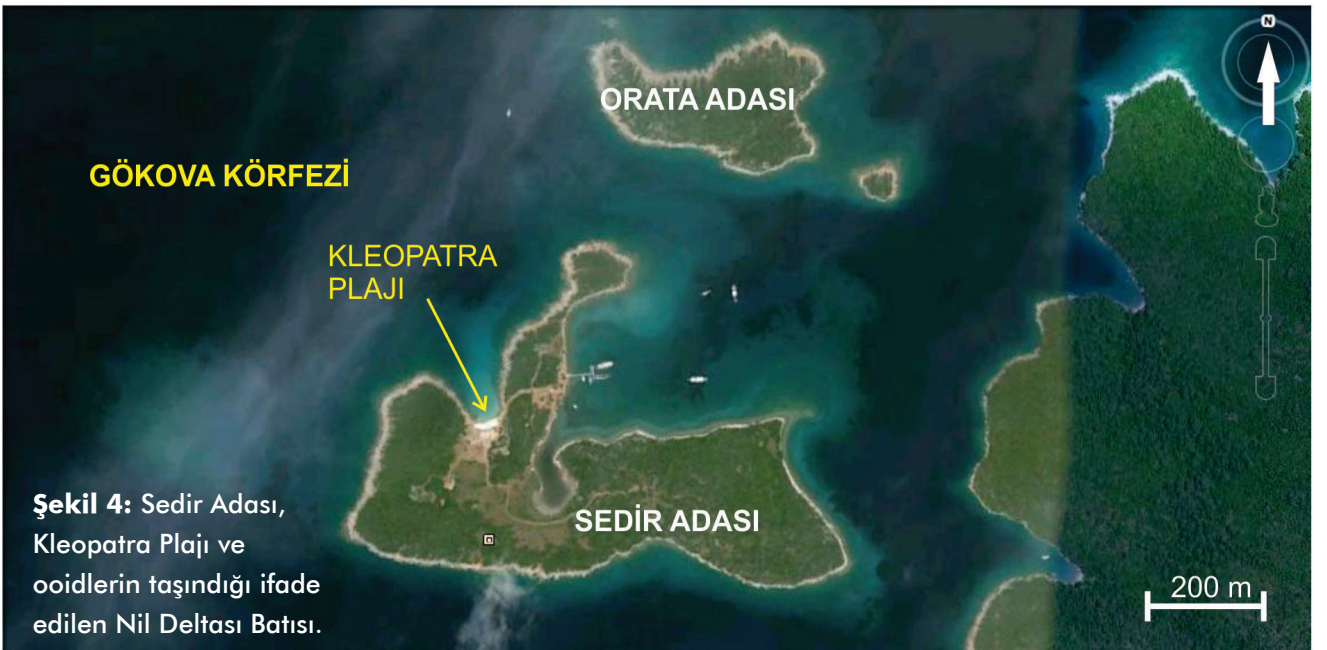 N
ORATA ADASI
GÖKOVA KÖRFEZİ
KLEOPATRA
PLAJI
SEDİR ADASI
Şekil 4: Sedir Adası,
Kleopatra Plajı ve
ooidlerin taşındığı ifade
edilen Nil Deltası Batısı.
200 m